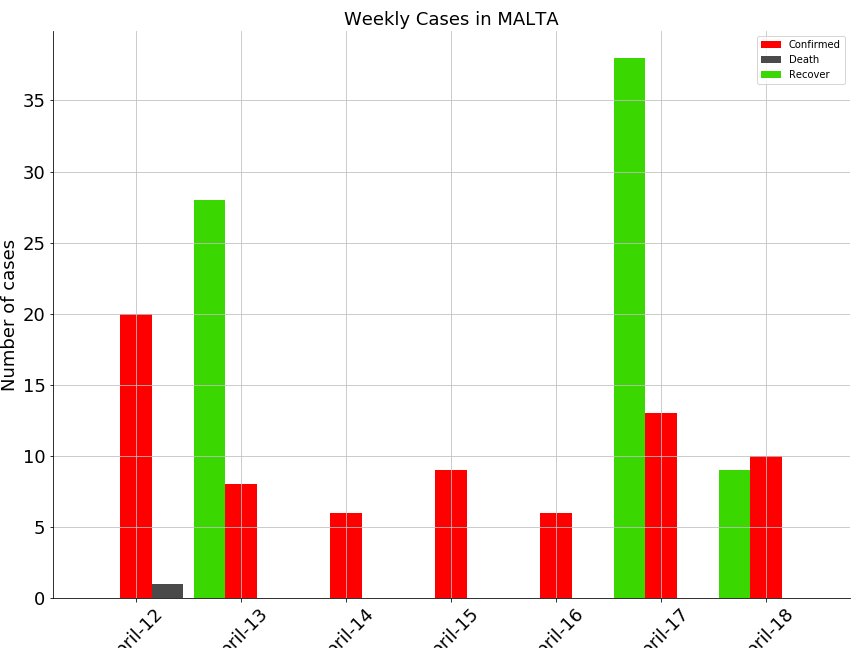 Weekly Cases in MALTA
Confirmed
Death
Recover
Number of cases
35
30
25
20
15
10
5
0
pril-12
pril-13
pril-14
pril-15
pril-16
pril-17
pril-18